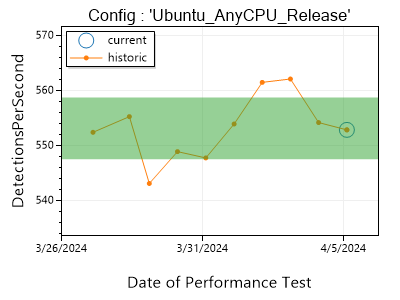 Config : 'Ubuntu_AnyCPU_Release'
current
historic
DetectionsPerSecond
570
560
550
540
3/26/2024
3/31/2024
4/5/2024
Date of Performance Test